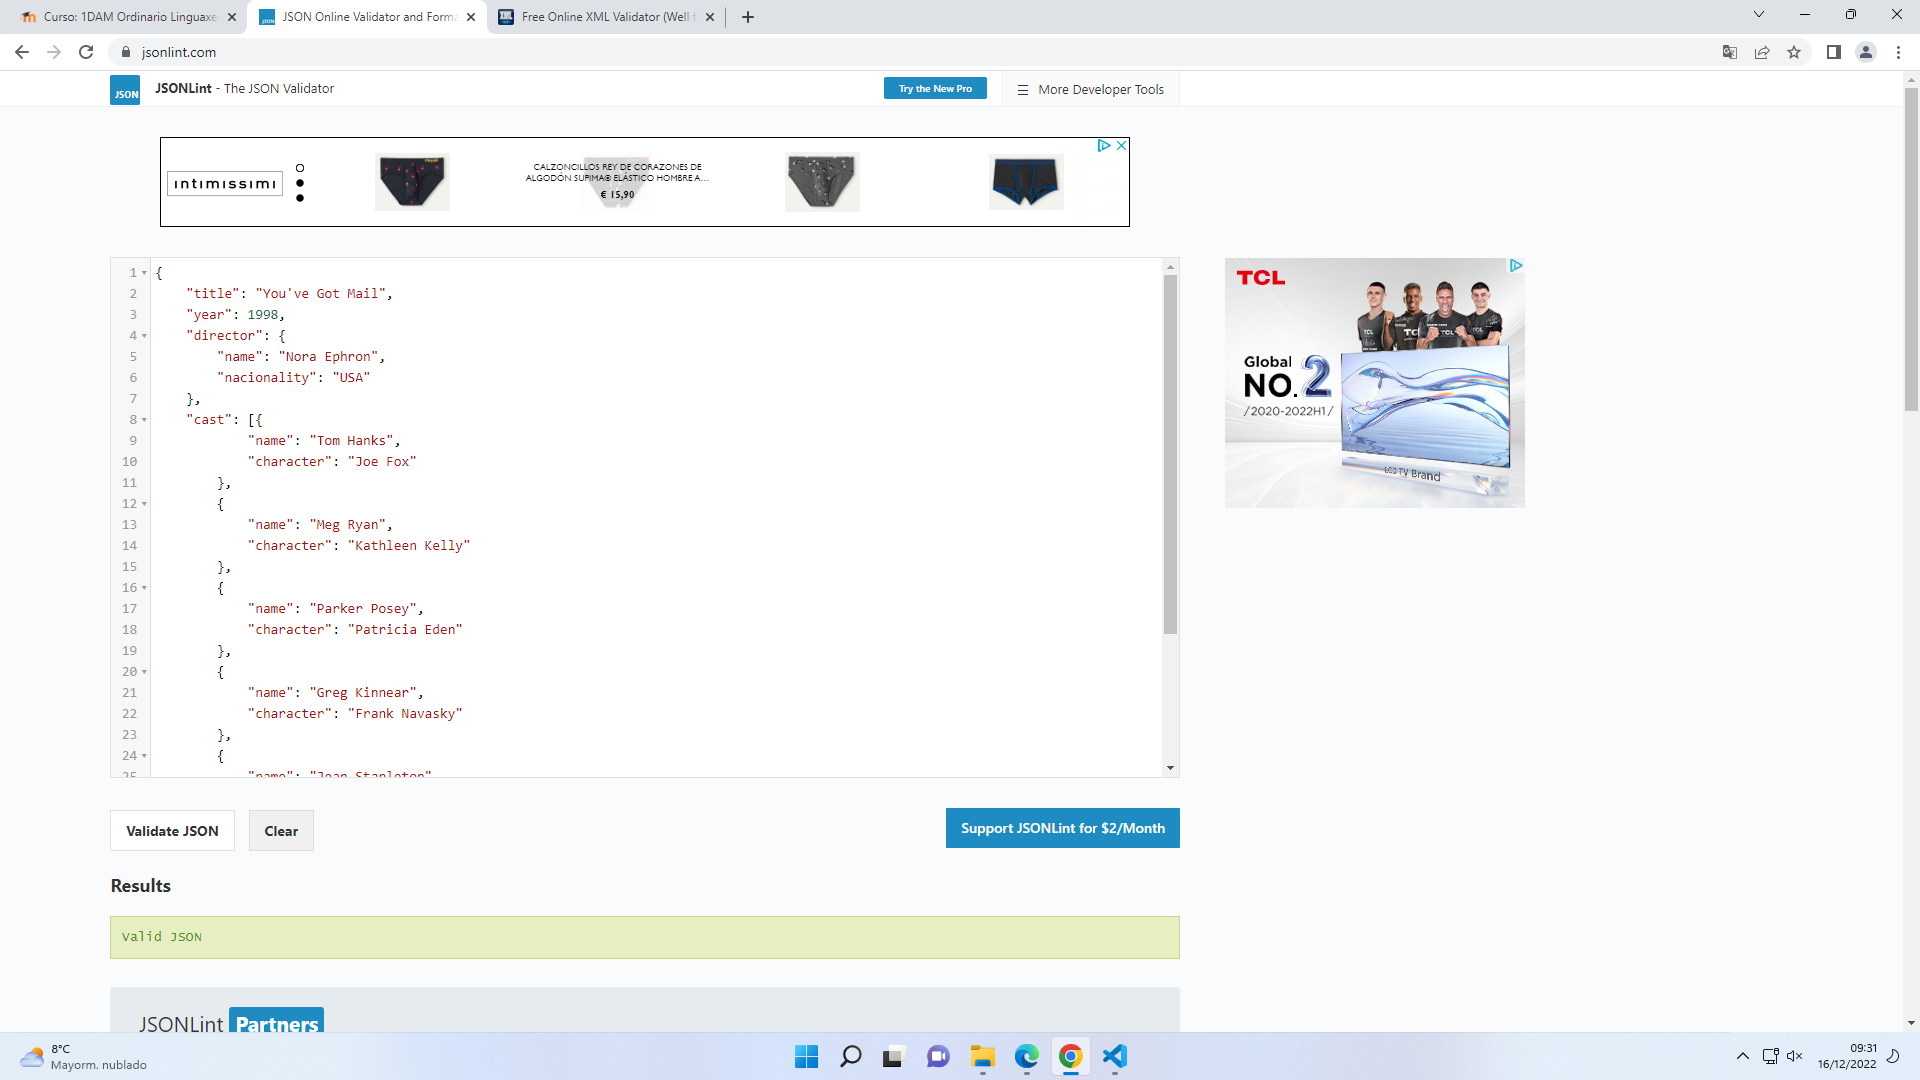 Curso: 1DAM Ordinario Linguaxe
JSON Online Validator and Forma
Free Online XML Validator (Well f
jsonlint.com
JSON
JSONLint - The JSON Validator
Try the New Pro
More Developer Tools
intimissimi
CALZONCILLOS REY DE CORAZONES DE
ALGODÓN SUPIMA® ELÁSTICO HOMBRE A...
€ 15,90
1 {
2 "title": "You've Got Mail",
3 "year": 1998,
4 "director": {
5 "name": "Nora Ephron",
6 "nacionality": "USA"
7 },
8 "cast": [{
9 "name": "Tom Hanks",
10 "character": "Joe Fox"
11 },
12 {
13 "name": "Meg Ryan",
14 "character": "Kathleen Kelly"
15 },
16 {
17 "name": "Parker Posey",
18 "character": "Patricia Eden"
19 },
20 {
21 "name": "Greg Kinnear",
22 "character": "Frank Navasky"
23 },
24 {
25 "name": "Jean Stapleton",
TCL
Global
NO.2
/2020-2022H1/
LCD TV Brand
Validate JSON
Clear
Support JSONLint for $2/Month
Results
Valid JSON
JSONLint Partners
8°C
Mayorm. nublado
09:31
16/12/2022